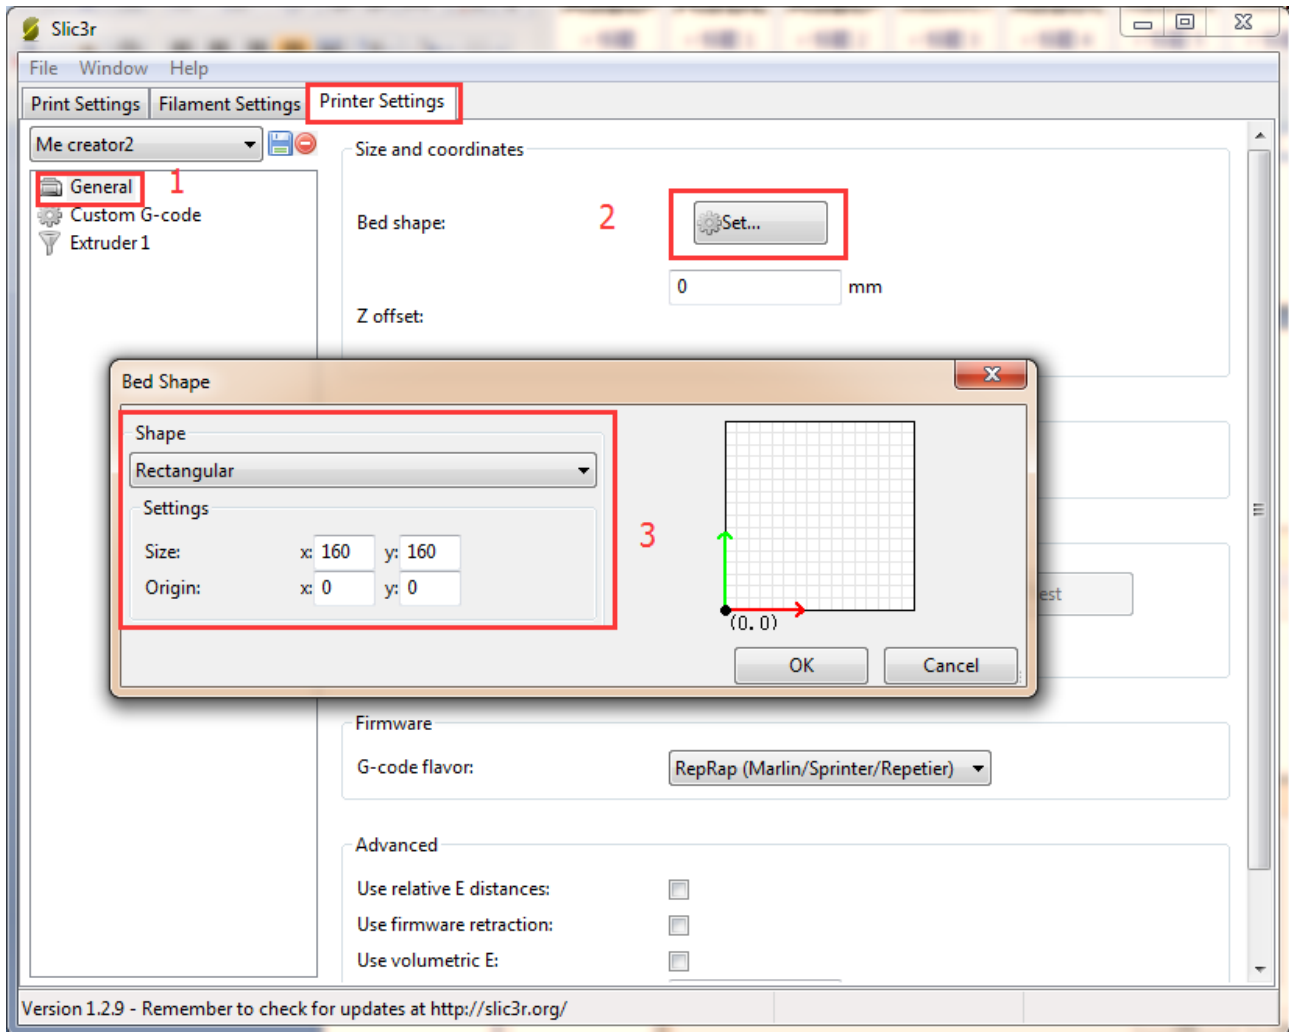 Slic3r
File Window Help
Print Settings Filament Settings Printer Settings
Me creator2
General 1
Custom G-code
Extruder 1
Size and coordinates
Bed shape: 2 Set...
0 mm
Z offset:
Bed Shape
Shape
Rectangular
Settings
Size: x: 160 y: 160
Origin: x: 0 y: 0
3
(0, 0)
OK Cancel
est
Firmware
G-code flavor: RepRap (Marlin/Sprinter/Repetier)
Advanced
Use relative E distances:
Use firmware retraction:
Use volumetric E:
Version 1.2.9 - Remember to check for updates at http://slic3r.org/